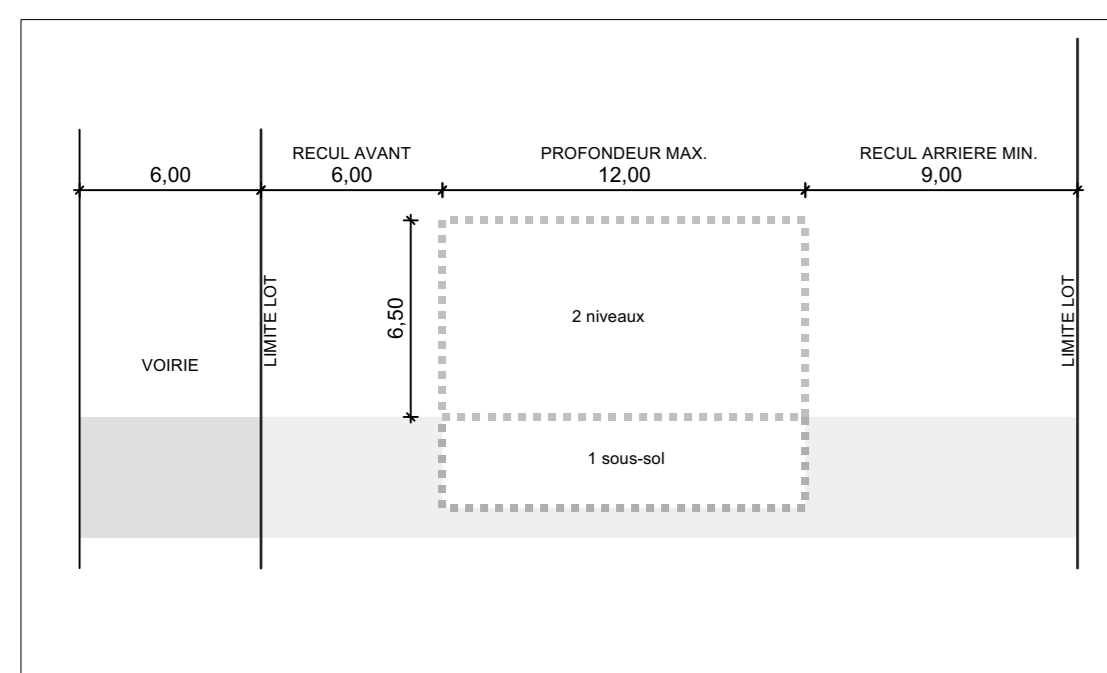 RECUL AVANT
PROFONDEUR MAX.
RECUL ARRIERE MIN.
6,00
6,00
12,00
9,00
LIMITE LOT
LIMITE LOT
6,50
2 niveaux
VOIRIE
1 sous-sol